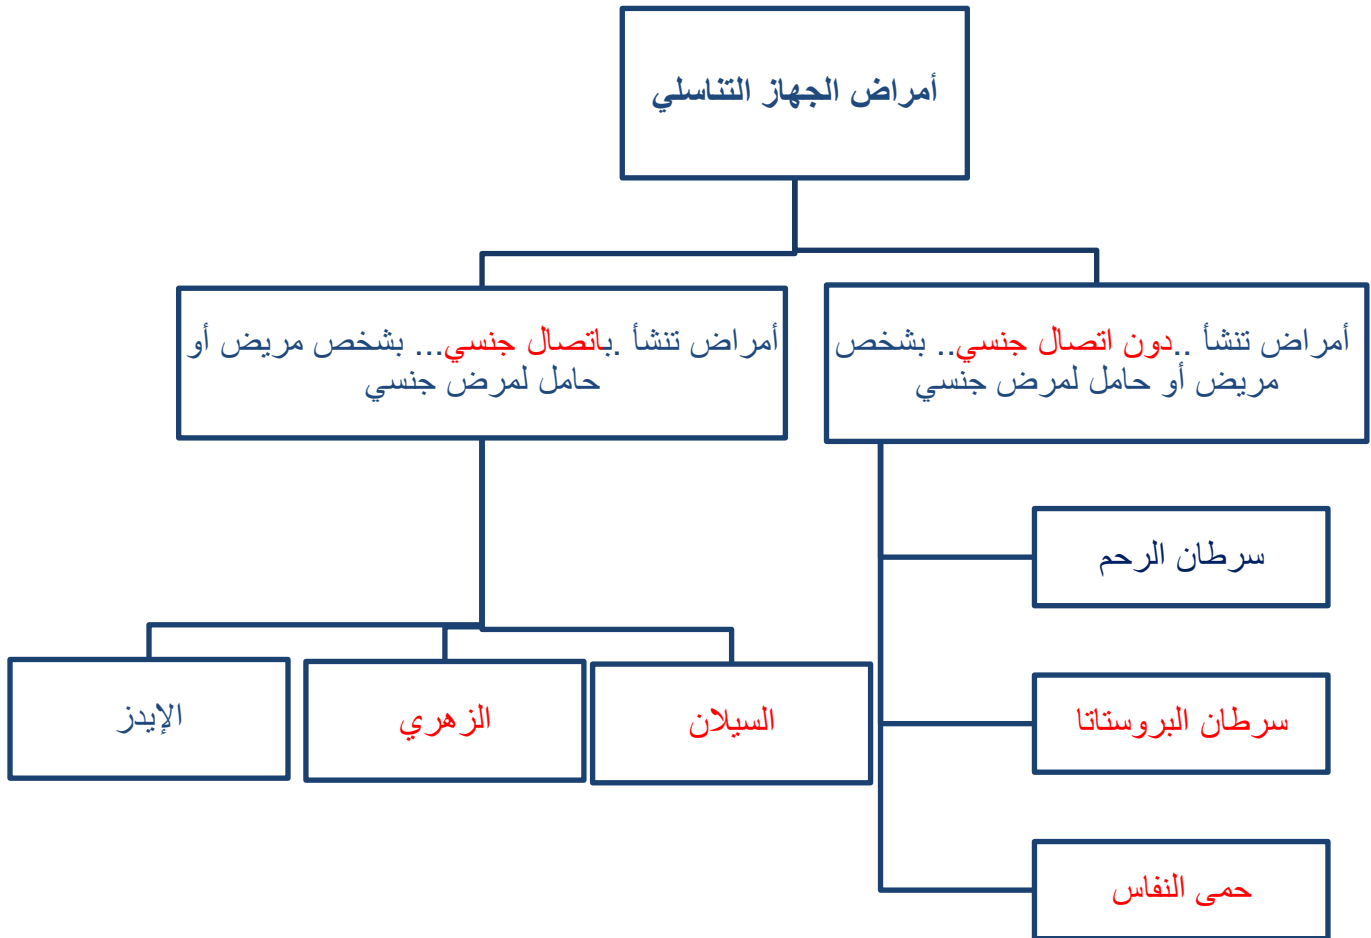 أمراض الجهاز التناسلي
أمراض تنشأ ..دون اتصال جنسي.. بشخص
مريض أو حامل لمرض جنسي
أمراض تنشأ .باتصال جنسي... بشخص مريض أو
حامل لمرض جنسي
سرطان الرحم
سرطان البروستاتا
حمى النفاس
السيلان
الزهري
الإيدز